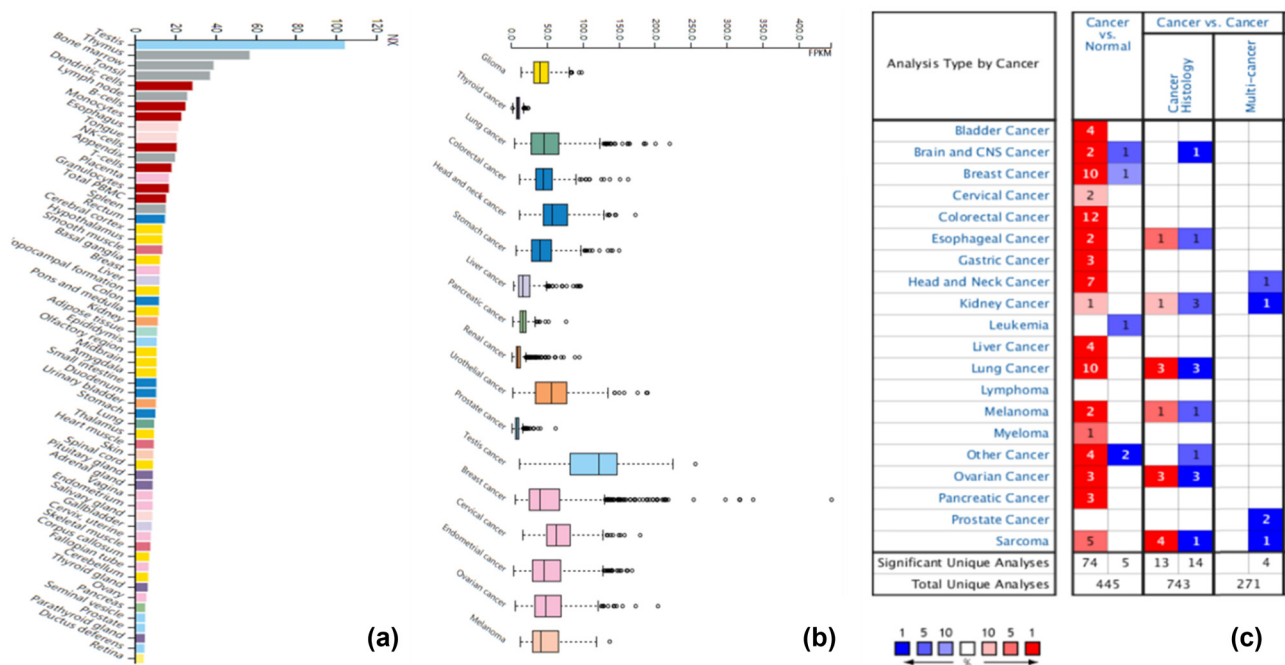 NX
0
20
40
60
80
100
120
Testis
Thymus
Bone marrow
Tonsil
Dendritic cells
Lymph node
B-cells
Monocytes
Esophagus
Tongue
NK-cells
Appendix
T-cells
Placenta
Granulocytes
Total PBMC
Spleen
Rectum
Cerebral cortex
Hypothalamus
Smooth muscle
Basal ganglia
Breast
Liver
opocampal formation
Colon
Pons and medulla
Kidney
Adipose tissue
Epididymis
Olfactory region
Midbrain
Amygdala
Small intestine
Duodenum
Urinary bladder
Stomach
Lung
Thalamus
Heart muscle
Skin
Spinal cord
Pituitary gland
Adrenal gland
Vagina
Endometrium
Salivary gland
Gallbladder
Cervix, uterine
Skeletal muscle
Corpus callosum
Fallopian tube
Cerebellum
Thyroid gland
Ovary
Pancreas
Seminal vesicle
Prostate
Parathyroid gland
Ductus deferens
Retina
(a)
0.0
50.0
100.0
150.0
200.0
250.0
300.0
350.0
400.0
FPKM
Glioma
Thyroid cancer
Lung cancer
Colorectal cancer
Head and neck cancer
Stomach cancer
Liver cancer
Pancreatic cancer
Renal cancer
Urothelial cancer
Prostate cancer
Testis cancer
Breast cancer
Cervical cancer
Endometrial cancer
Ovarian cancer
Melanoma
(b)
Analysis Type by Cancer
Cancer
vs.
Normal
Cancer vs. Cancer
Cancer
Histology
Multi-cancer
Bladder Cancer 4
Brain and CNS Cancer 2 1 1
Breast Cancer 10 1
Cervical Cancer 2
Colorectal Cancer 12
Esophageal Cancer 2 1 1
Gastric Cancer 3
Head and Neck Cancer 7 1
Kidney Cancer 1 1 3 1
Leukemia 1
Liver Cancer 4
Lung Cancer 10 3 3
Lymphoma
Melanoma 2 1 1
Myeloma 1
Other Cancer 4 2 1
Ovarian Cancer 3 3 3
Pancreatic Cancer 3
Prostate Cancer 2
Sarcoma 5 4 1 1
Significant Unique Analyses 74 5 13 14 4
Total Unique Analyses 445 743 271
1 5 10 10 5 1
%
(c)